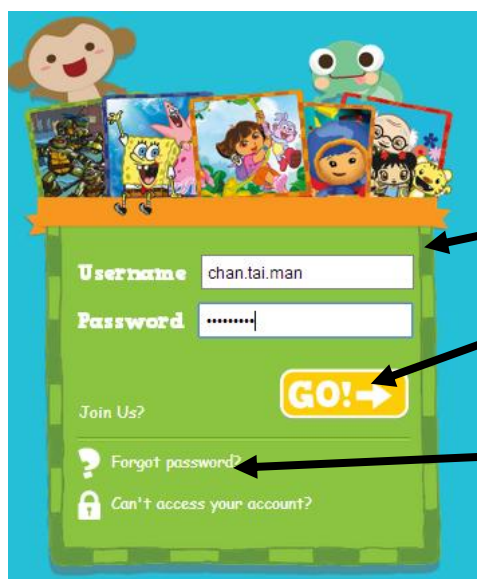 Username chan.tai.man
Password •••••••••
GO!
Join Us?
Forgot password?
Can't access your account?